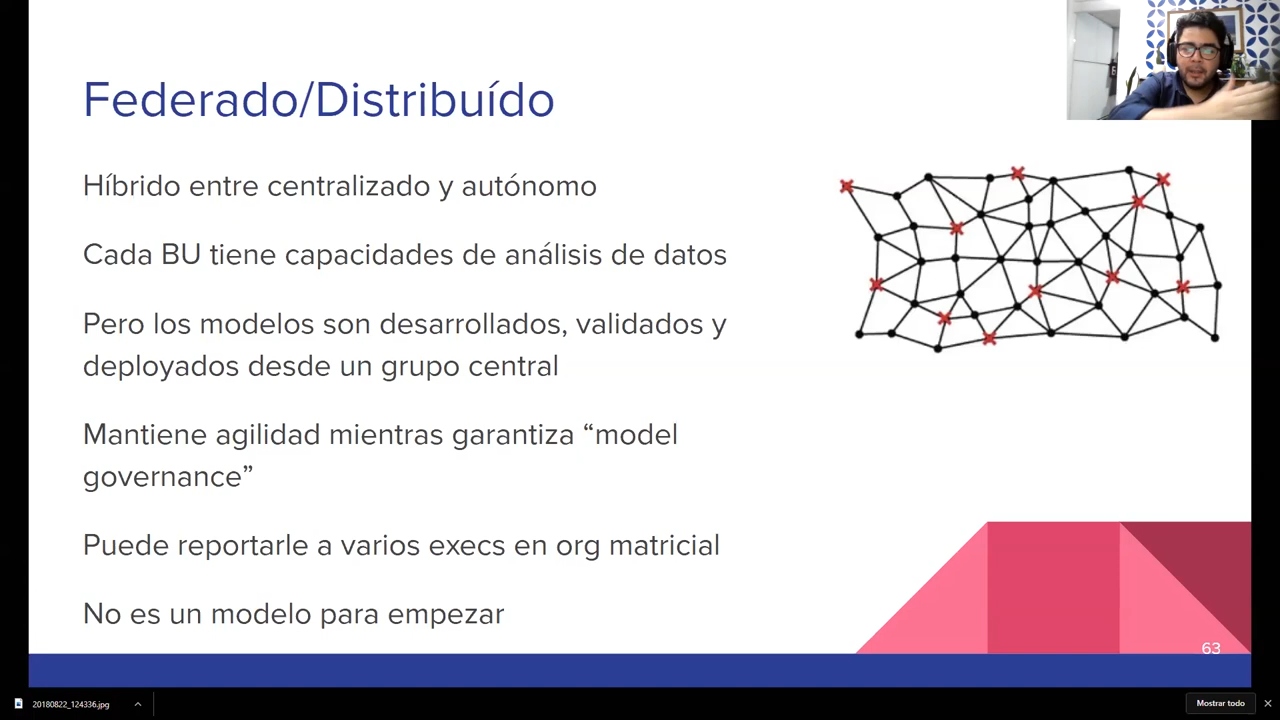 Federado/Distribuído
Híbrido entre centralizado y autónomo
Cada BU tiene capacidades de análisis de datos
Pero los modelos son desarrollados, validados y
deployados desde un grupo central
Mantiene agilidad mientras garantiza “model
governance”
Puede reportarle a varios execs en org matricial
No es un modelo para empezar
63
20180822_124336.jpg
Mostrar todo